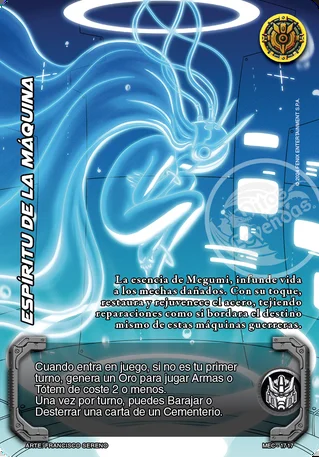 ESPÍRITU DE LA MÁQUINA
© 2024 FENIX ENTERTAINMENT S.P.A.
La esencia de Megumi, infunde vida
a los mechas dañados. Con su toque,
restaura y rejuvenece el acero, tejiendo
reparaciones como si bordara el destino
mismo de estas máquinas guerreras.
Cuando entra en juego, si no es tu primer
turno, genera un Oro para jugar Armas o
Tótem de coste 2 o menos.
Una vez por turno, puedes Barajar o
Desterrar una carta de un Cementerio.
ARTE: FRANCISCO SERENO